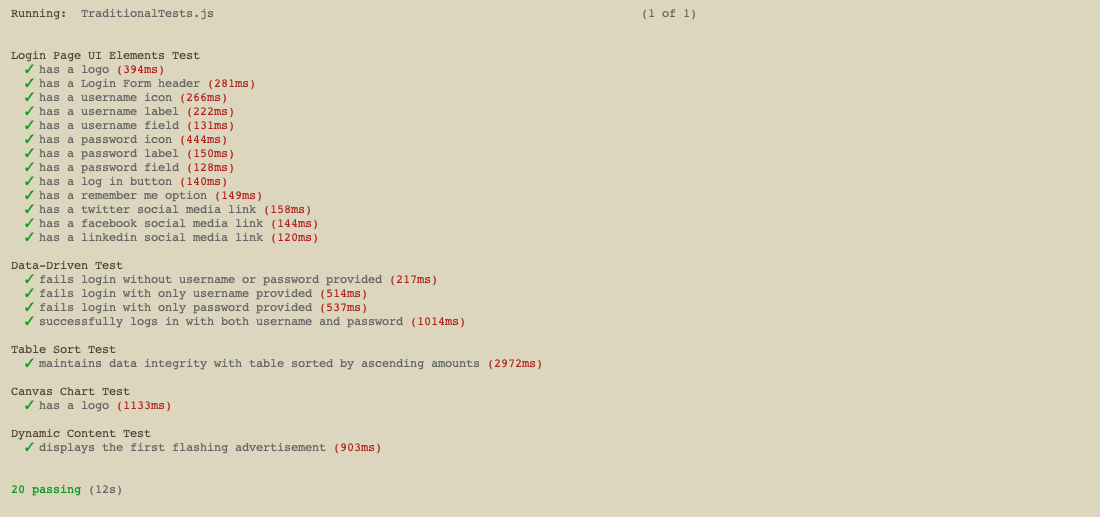 Running:  TraditionalTests.js (1 of 1)
Login Page UI Elements Test
✓ has a logo (394ms)
✓ has a Login Form header (281ms)
✓ has a username icon (266ms)
✓ has a username label (222ms)
✓ has a username field (131ms)
✓ has a password icon (444ms)
✓ has a password label (150ms)
✓ has a password field (128ms)
✓ has a log in button (140ms)
✓ has a remember me option (149ms)
✓ has a twitter social media link (158ms)
✓ has a facebook social media link (144ms)
✓ has a linkedin social media link (120ms)
Data-Driven Test
✓ fails login without username or password provided (217ms)
✓ fails login with only username provided (514ms)
✓ fails login with only password provided (537ms)
✓ successfully logs in with both username and password (1014ms)
Table Sort Test
✓ maintains data integrity with table sorted by ascending amounts (2972ms)
Canvas Chart Test
✓ has a logo (1133ms)
Dynamic Content Test
✓ displays the first flashing advertisement (903ms)
20 passing (12s)